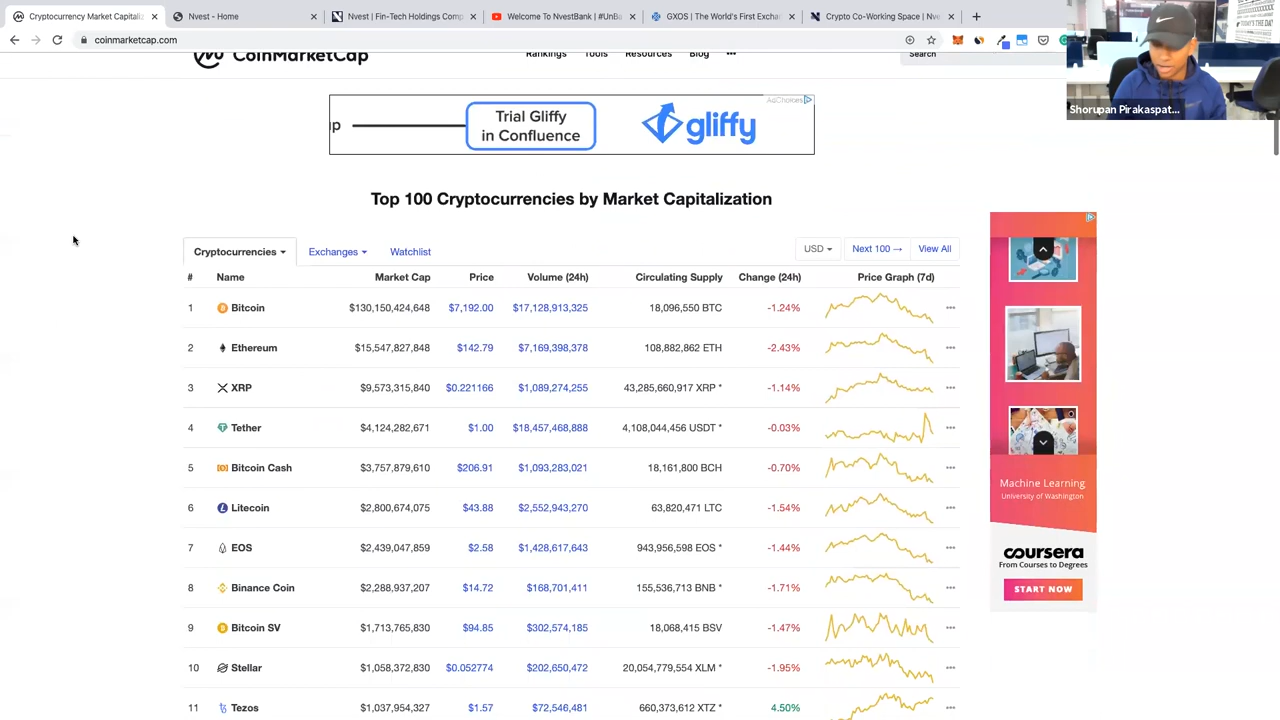 Cryptocurrency Market Capitaliz
Nvest - Home
Nvest | Fin-Tech Holdings Comp
Welcome To NvestBank | #UnBa
GXOS | The World's First Excha
Crypto Co-Working Space | Nve
coinmarketcap.com
CoinMarketCap
Rankings Tools Resources Blog
Search
Shorupan Pirakaspat...
AdChoices
Trial Gliffy
in Confluence
gliffy
Top 100 Cryptocurrencies by Market Capitalization
Cryptocurrencies Exchanges Watchlist USD Next 100 → View All
# Name Market Cap Price Volume (24h) Circulating Supply Change (24h) Price Graph (7d)
1 Bitcoin $130,150,424,648 $7,192.00 $17,128,913,325 18,096,550 BTC -1.24%
2 Ethereum $15,547,827,848 $142.79 $7,169,398,378 108,882,862 ETH -2.43%
3 XRP $9,573,315,840 $0.221166 $1,089,274,255 43,285,660,917 XRP * -1.14%
4 Tether $4,124,282,671 $1.00 $18,457,468,888 4,108,044,456 USDT * -0.03%
5 Bitcoin Cash $3,757,879,610 $206.91 $1,093,283,021 18,161,800 BCH -0.70%
6 Litecoin $2,800,674,075 $43.88 $2,552,943,270 63,820,471 LTC -1.54%
7 EOS $2,439,047,859 $2.58 $1,428,617,643 943,956,598 EOS * -1.44%
8 Binance Coin $2,288,937,207 $14.72 $168,701,411 155,536,713 BNB * -1.71%
9 Bitcoin SV $1,713,765,830 $94.85 $302,574,185 18,068,415 BSV -1.47%
10 Stellar $1,058,372,830 $0.052774 $202,650,472 20,054,779,554 XLM * -1.95%
11 Tezos $1,037,954,327 $1.57 $72,546,481 660,373,612 XTZ * 4.50%
Machine Learning
University of Washington
coursera
From Courses to Degrees
START NOW